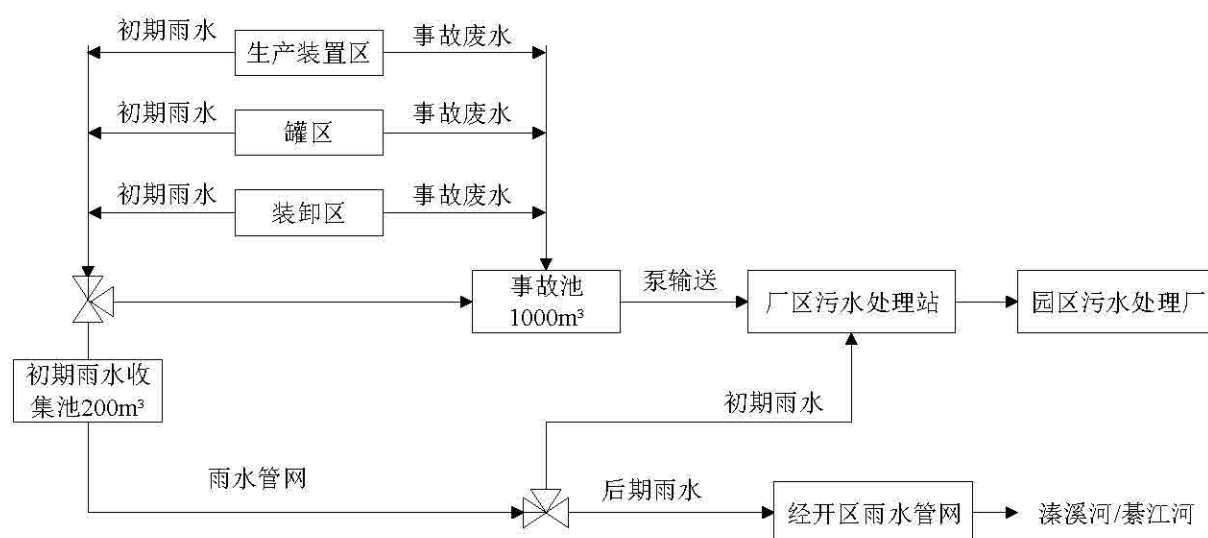 初期雨水
生产装置区
事故废水
初期雨水
罐区
事故废水
初期雨水
装卸区
事故废水
事故池
1000m³
泵输送
厂区污水处理站
园区污水处理厂
初期雨水收
集池200m³
初期雨水
雨水管网
后期雨水
经开区雨水管网
溱溪河/綦江河